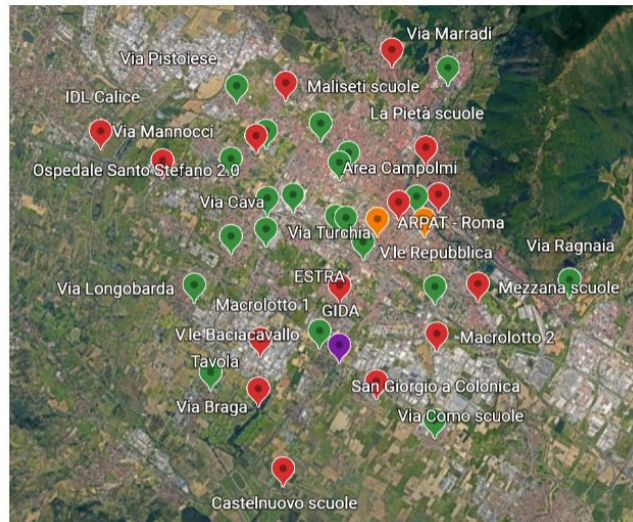 Via Marradi
Via Pistoiese
Maliseti scuole
IDL Calice
La Pietà scuole
Via Mannocci
Ospedale Santo Stefano 2.0
Area Campolmi
Via Cava
Via Turchia
ARPAT - Roma
V.le Repubblica
Via Ragnaia
ESTRA
Via Longobarda
Mezzana scuole
Macrolotto 1
GIDA
V.le Baciacavallo
Macrolotto 2
Tavola
San Giorgio a Colonica
Via Braga
Via Como scuole
Castelnuovo scuole